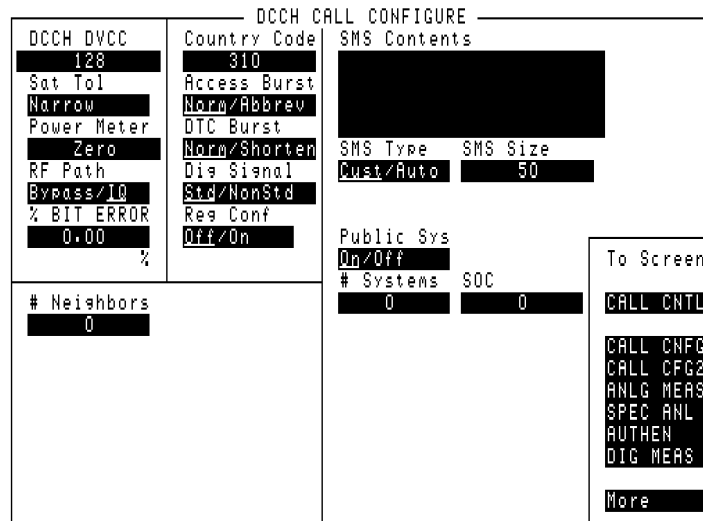 DCCH CALL CONFIGURE
DCCH DVCC
128
Sat Tol
Narrow
Power Meter
Zero
RF Path
Bypass/IQ
% BIT ERROR
0.00
%
# Neighbors
0
Country Code
310
Access Burst
Norm/Abbrev
DTC Burst
Norm/Shorten
Dig Signal
Std/NonStd
Reg Conf
Off/On
SMS Contents
SMS Type
Cust/Auto
SMS Size
50
Public Sys
On/Off
# Systems
0
SOC
0
To Screen
CALL CNTL
CALL CNFG
CALL CFG2
ANLG MEAS
SPEC ANL
AUTHEN
DIG MEAS
More